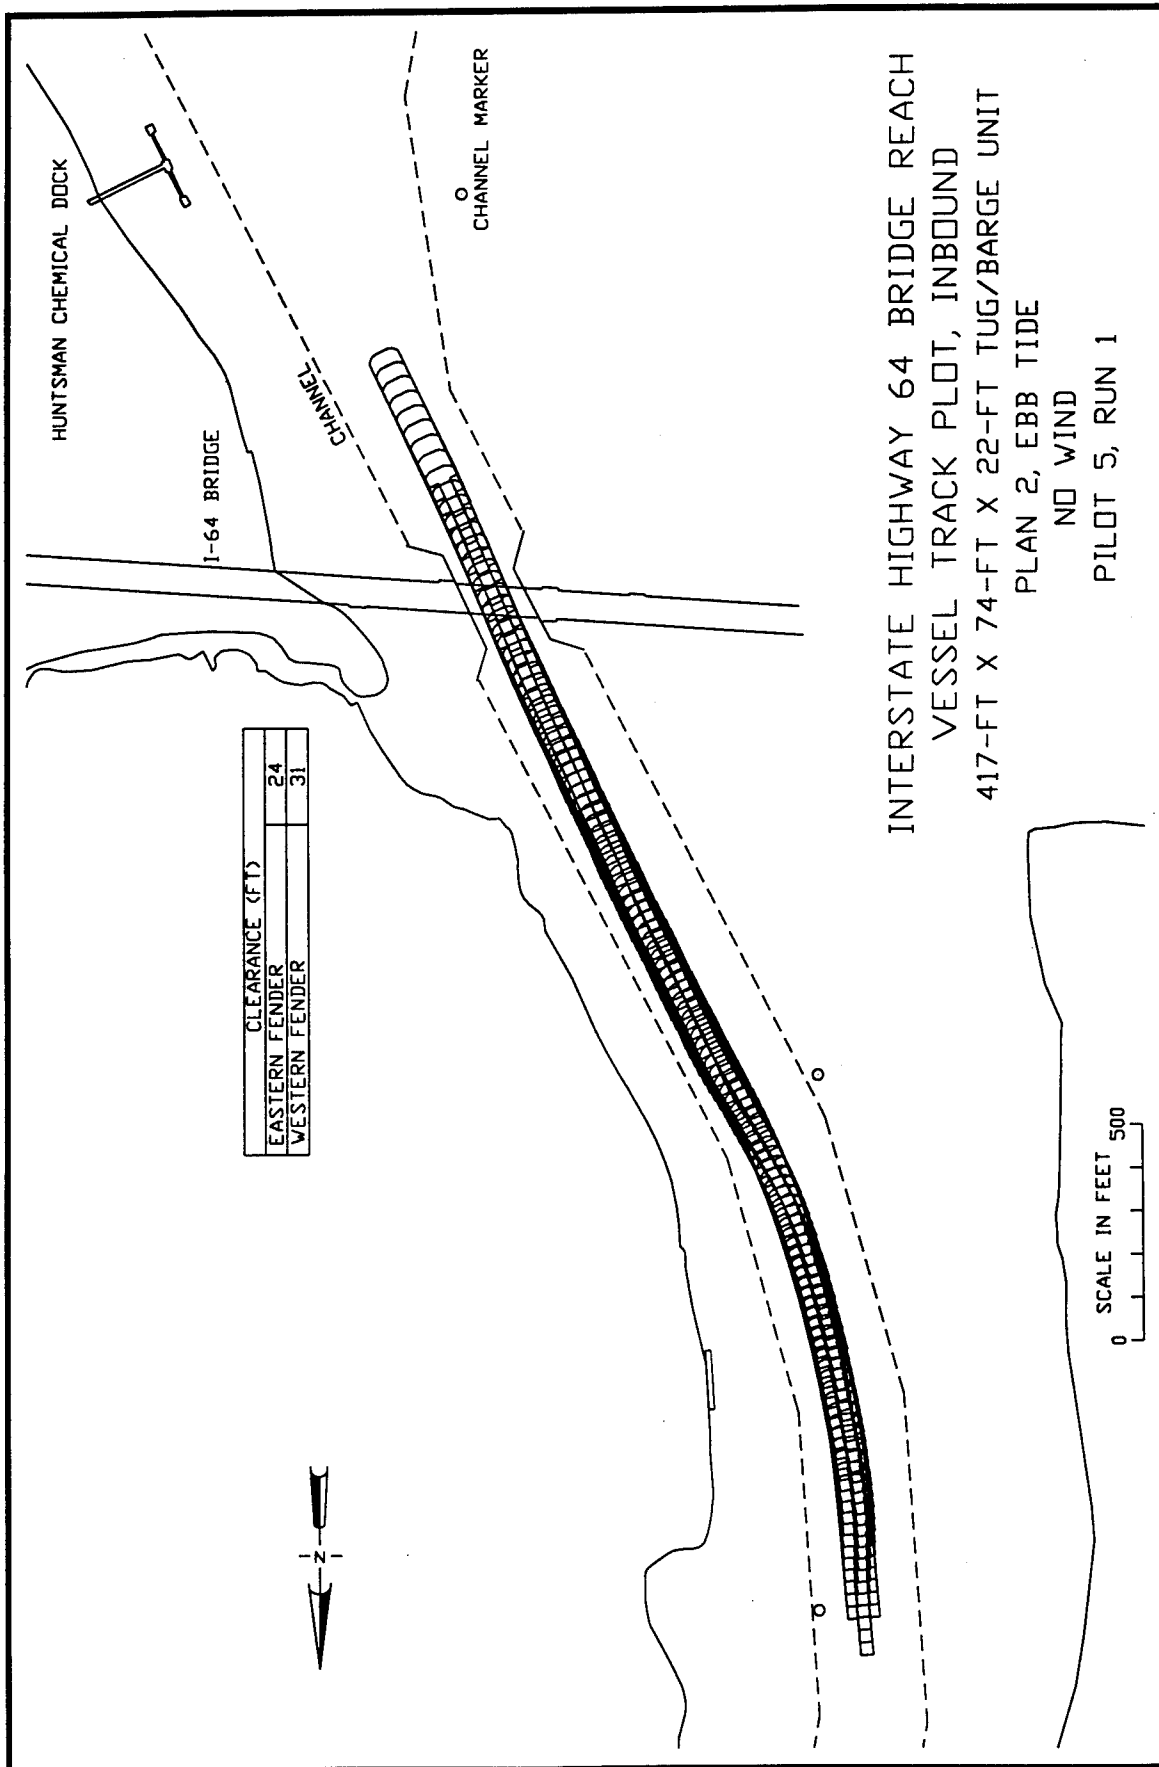 HUNTSMAN CHEMICAL DOCK
CHANNEL MARKER
CHANNEL
I-64 BRIDGE
CLEARANCE (FT)
EASTERN FENDER 24
WESTERN FENDER 31
N
SCALE IN FEET
0 500
INTERSTATE HIGHWAY 64 BRIDGE REACH
VESSEL TRACK PLOT, INBOUND
417-FT X 74-FT X 22-FT TUG/BARGE UNIT
PLAN 2, EBB TIDE
NO WIND
PILOT 5, RUN 1